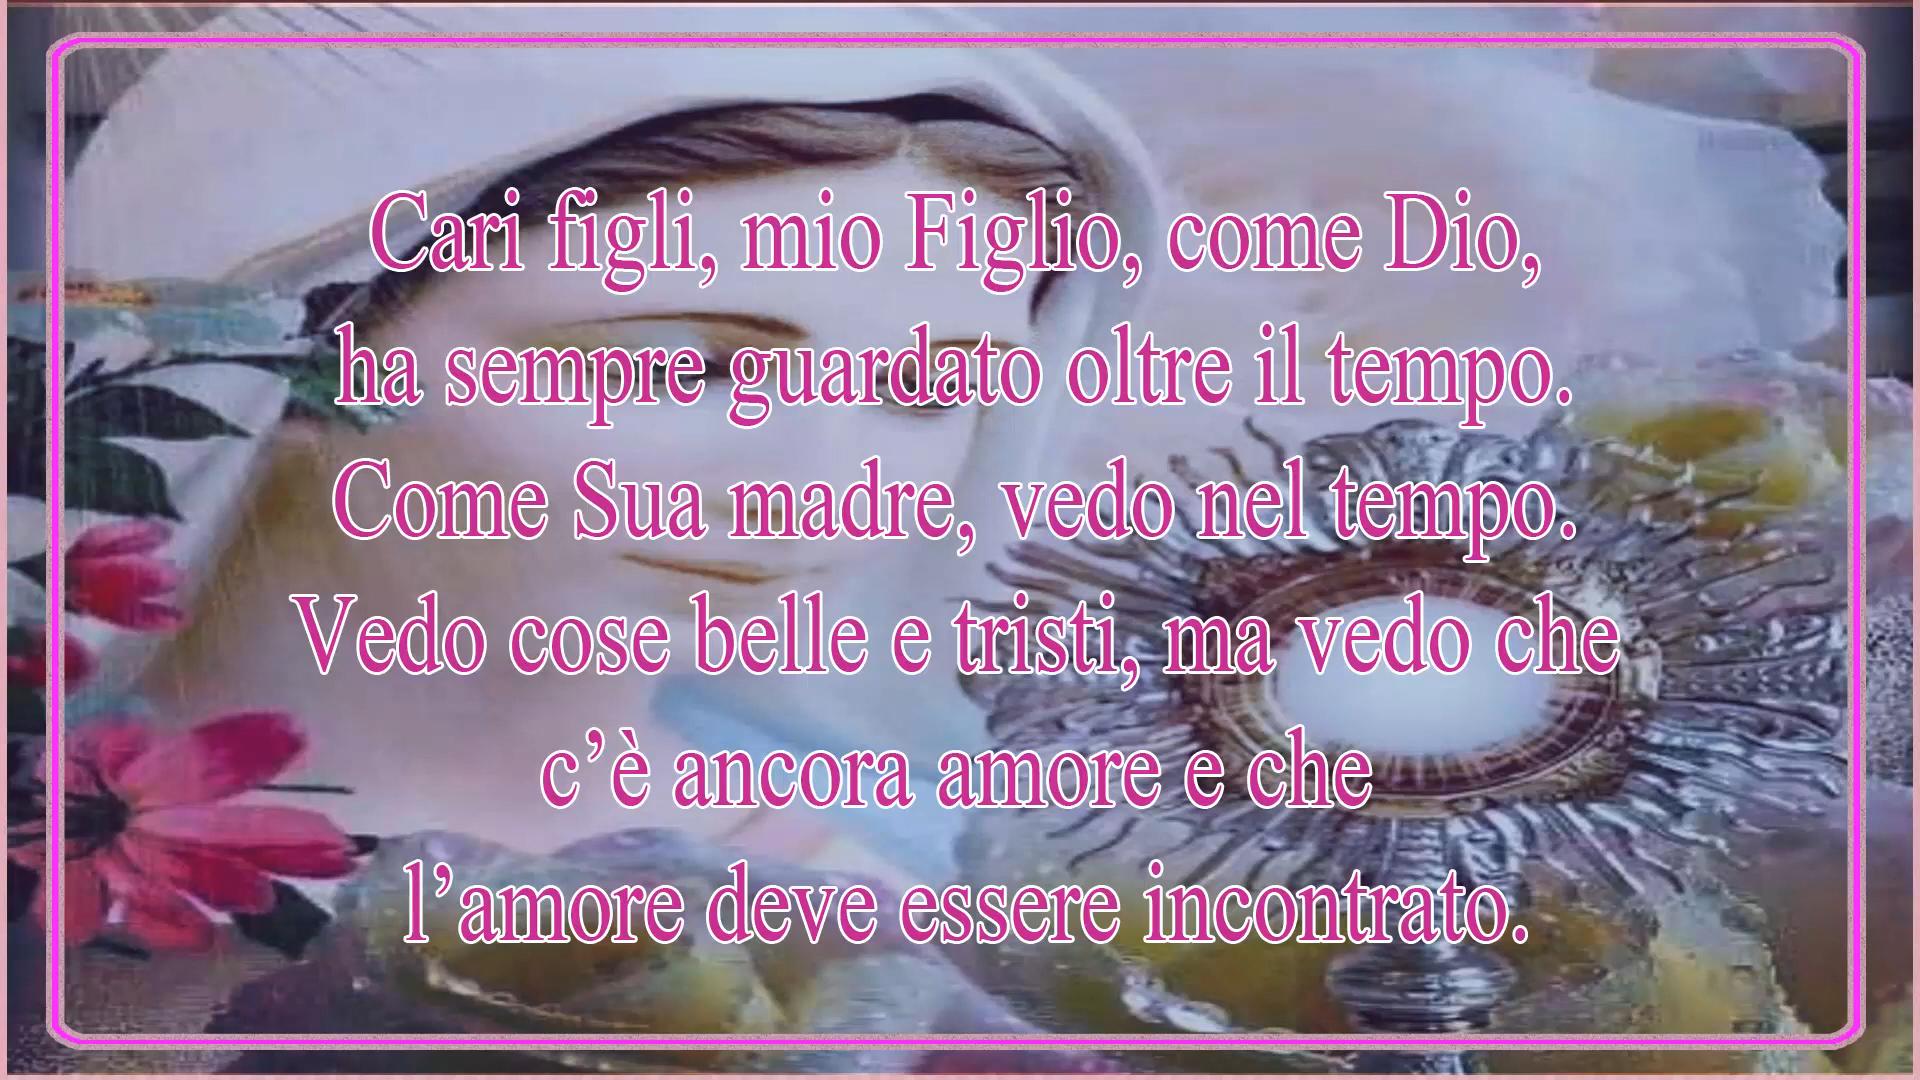 Cari figli, mio Figlio, come Dio,
ha sempre guardato oltre il tempo.
Come Sua madre, vedo nel tempo.
Vedo cose belle e tristi, ma vedo che
c’è ancora amore e che
l’amore deve essere incontrato.